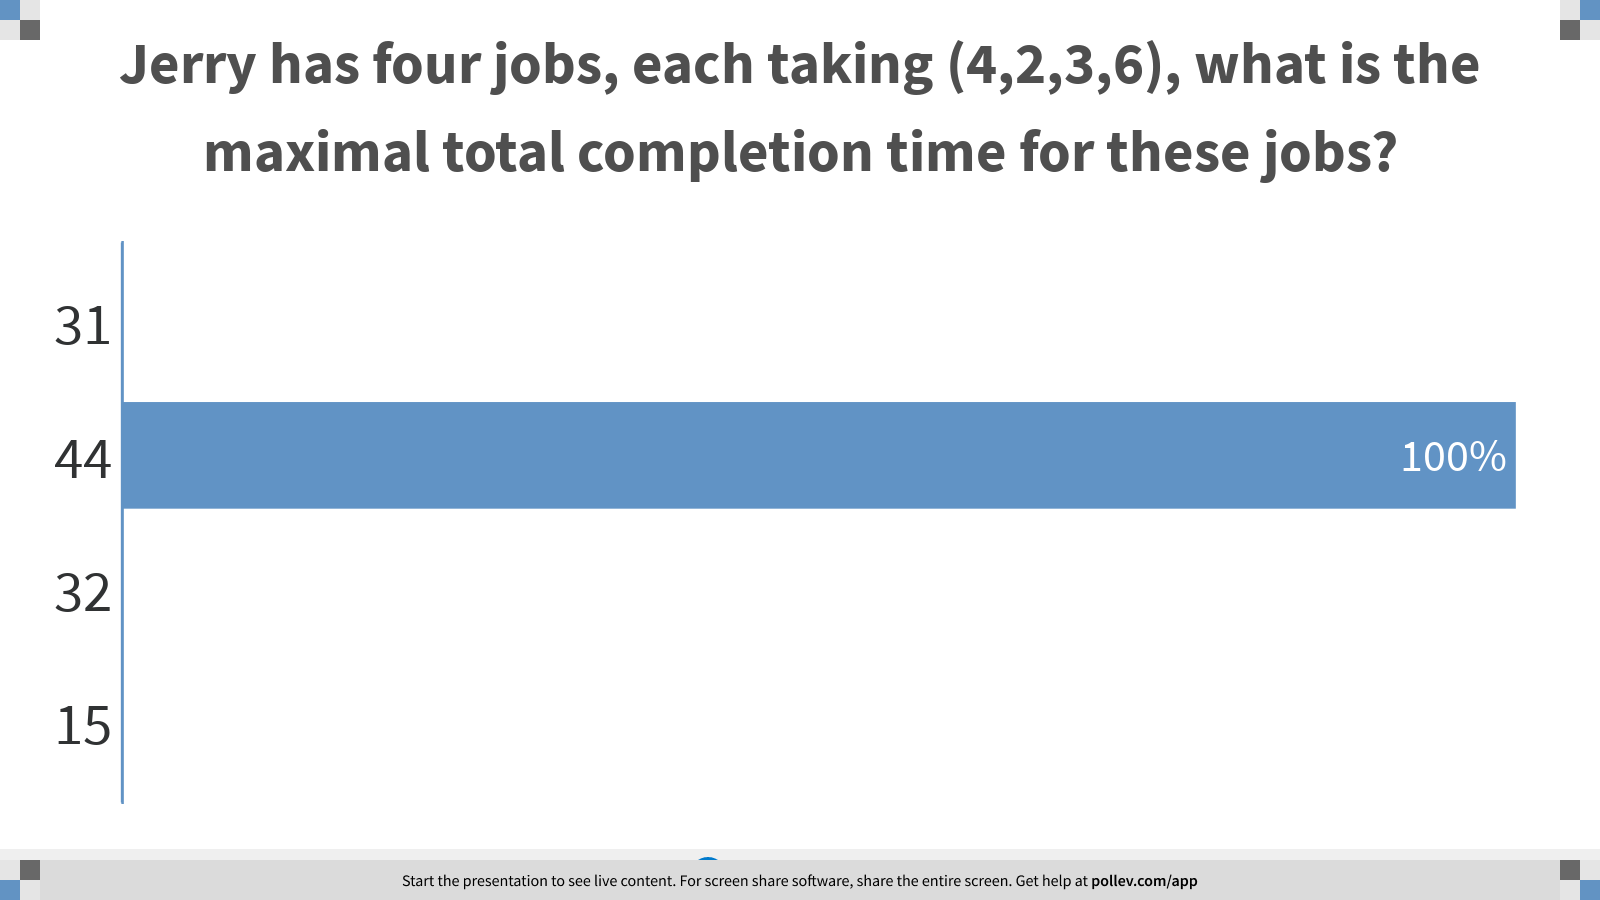 Jerry has four jobs, each taking (4,2,3,6), what is the
maximal total completion time for these jobs?
31
44
100%
32
15
Start the presentation to see live content. For screen share software, share the entire screen. Get help at pollev.com/app